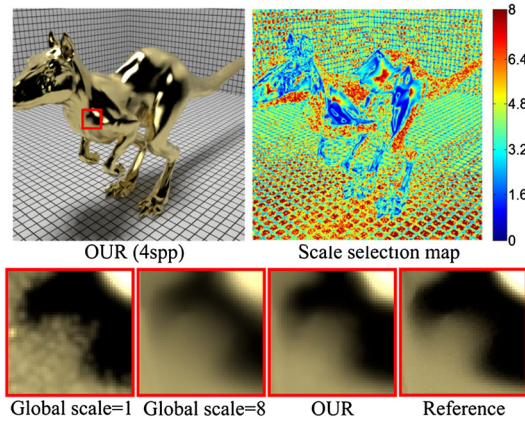 8
6.4
4.8
3.2
1.6
0
OUR (4spp)
Scale selection map
Global scale=1
Global scale=8
OUR
Reference